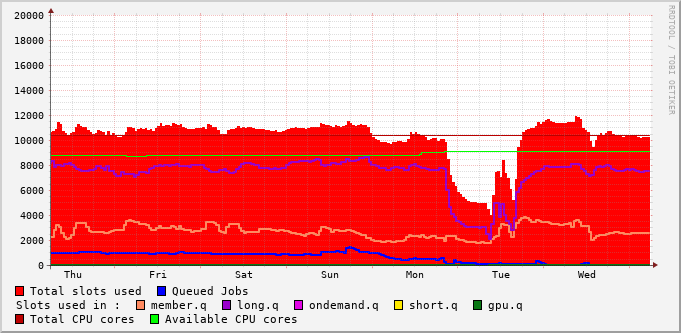 RRDTOOL / TOBI OETIKER
20000
18000
16000
14000
12000
10000
8000
6000
4000
2000
0
Thu Fri Sat Sun Mon Tue Wed
Total slots used Queued Jobs
Slots used in : member.q long.q ondemand.q short.q gpu.q
Total CPU cores Available CPU cores